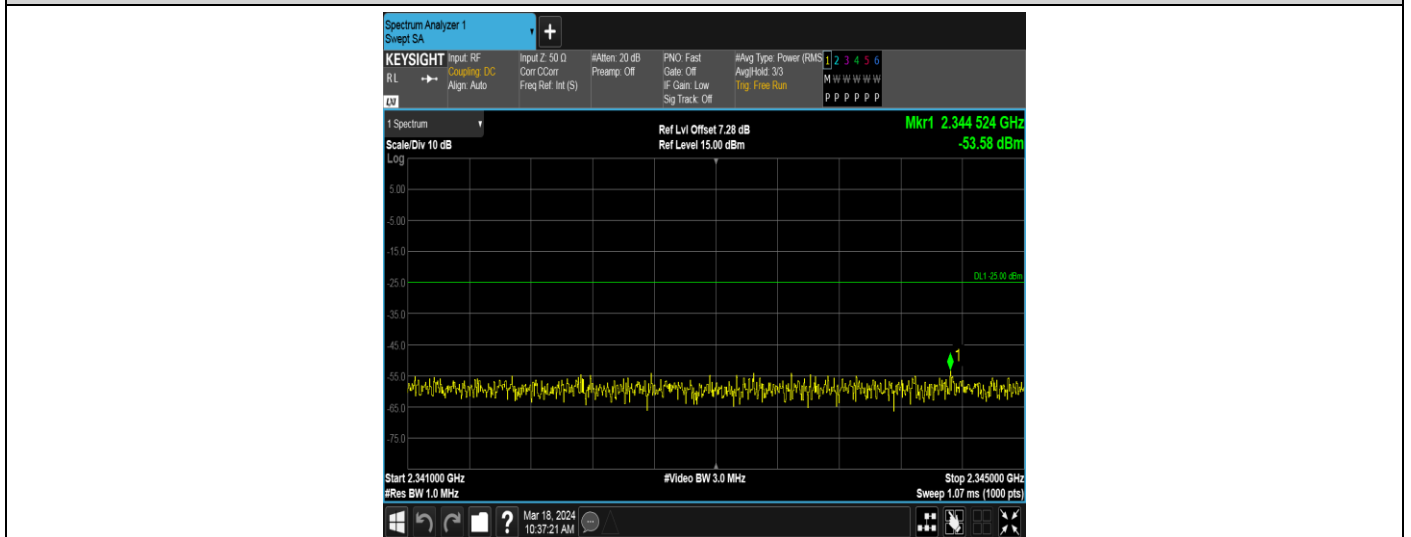 Spectrum Analyzer 1
Swept SA
+
KEYSIGHT Input: RF Input Z: 50 Ω #Atten: 20 dB PNO: Fast #Avg Type: Power (RMS 1 2 3 4 5 6
RL Coupling: DC Corr CCorr Preamp: Off Gate: Off Avg|Hold: 3/3 M W W W W W
Align: Auto Freq Ref: Int (S) IF Gain: Low Trig: Free Run P P P P P P
LXI Sig Track: Off
1 Spectrum Ref Lvl Offset 7.28 dB Mkr1 2.344 524 GHz
Scale/Div 10 dB Ref Level 15.00 dBm -53.58 dBm
Log
5.00
-5.00
-15.0
DL1 -25.00 dBm
-25.0
-35.0
-45.0
1
-55.0
-65.0
-75.0
Start 2.341000 GHz #Video BW 3.0 MHz Stop 2.345000 GHz
#Res BW 1.0 MHz Sweep 1.07 ms (1000 pts)
? Mar 18, 2024
10:37:21 AM